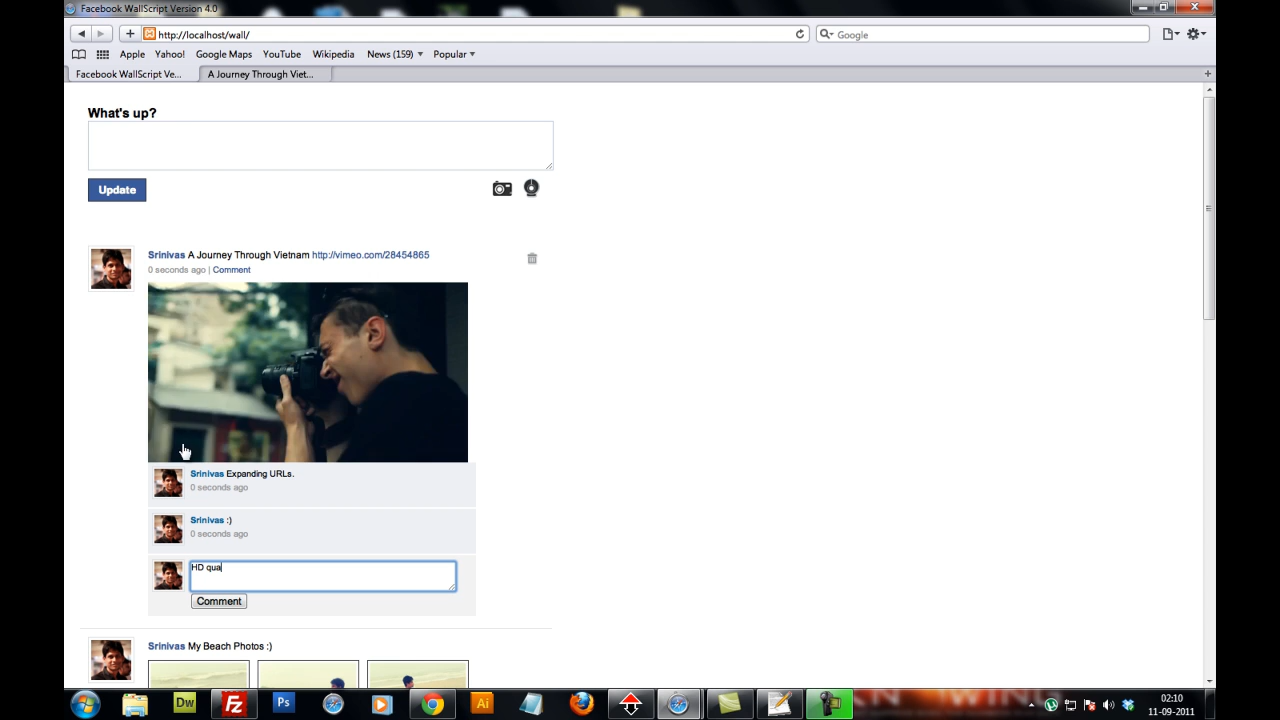 Facebook WallScript Version 4.0
http://localhost/wall/
Google
Apple Yahoo! Google Maps YouTube Wikipedia News (159) Popular
Facebook WallScript Ve...
A Journey Through Viet...
What's up?
Update
Srinivas A Journey Through Vietnam http://vimeo.com/28454865
0 seconds ago | Comment
Srinivas Expanding URLs.
0 seconds ago
Srinivas :)
0 seconds ago
HD qua
Comment
Srinivas My Beach Photos :)
Dw
Fz
Ps
Ai
02:10
11-09-2011